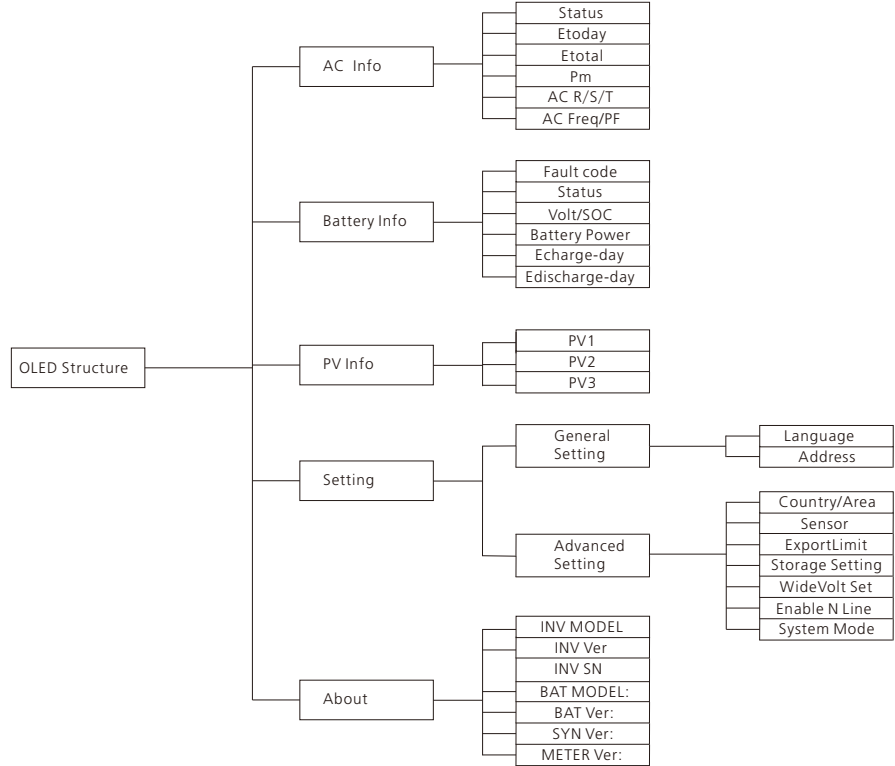 OLED Structure
AC Info
Status
Etoday
Etotal
Pm
AC R/S/T
AC Freq/PF
Battery Info
Fault code
Status
Volt/SOC
Battery Power
Echarge-day
Edischarge-day
PV Info
PV1
PV2
PV3
Setting
General
Setting
Language
Address
Advanced
Setting
Country/Area
Sensor
ExportLimit
Storage Setting
WideVolt Set
Enable N Line
System Mode
About
INV MODEL
INV Ver
INV SN
BAT MODEL:
BAT Ver:
SYN Ver:
METER Ver: